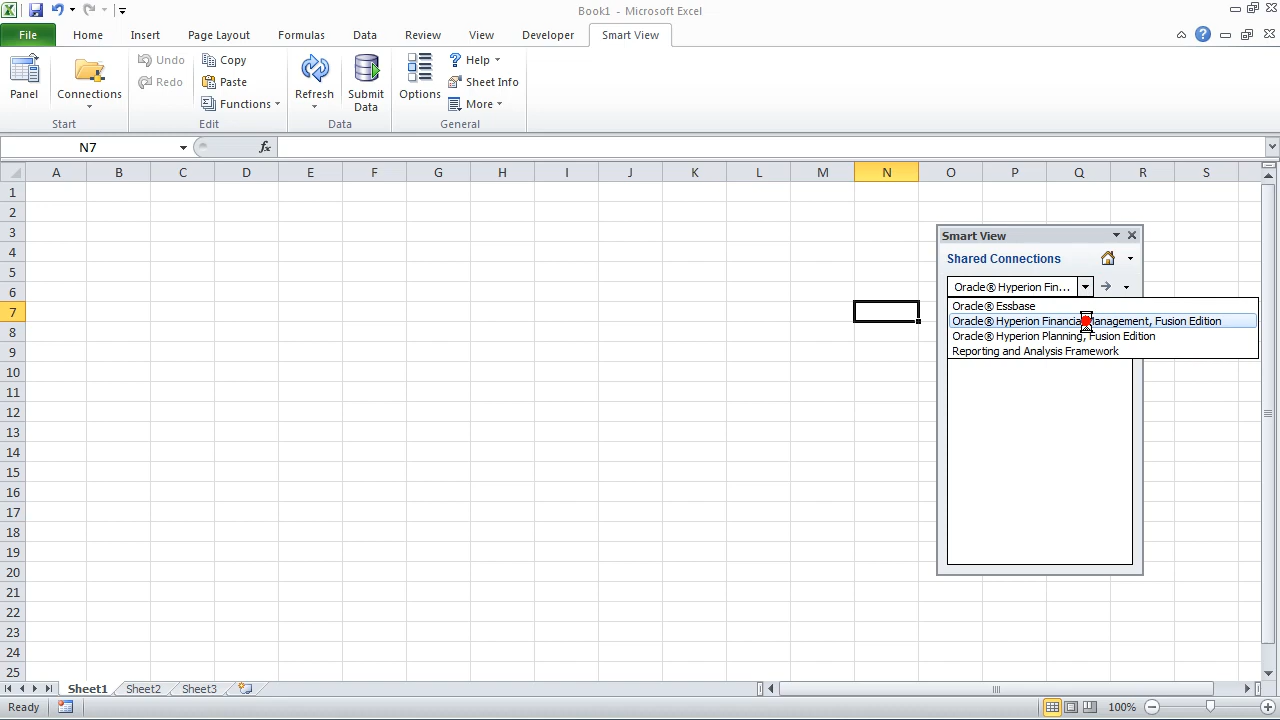 Book1 - Microsoft Excel
File Home Insert Page Layout Formulas Data Review View Developer Smart View
Undo Copy Help
Redo Paste Sheet Info
Panel Connections Functions Refresh Submit Data Options More
Start Edit Data General
N7 fx
A B C D E F G H I J K L M N O P Q R S
1
2
3
4
5
6
7
8
9
10
11
12
13
14
15
16
17
18
19
20
21
22
23
24
25
Smart View
Shared Connections
Oracle® Hyperion Fin...
Oracle® Essbase
Oracle® Hyperion Financial Management, Fusion Edition
Oracle® Hyperion Planning, Fusion Edition
Reporting and Analysis Framework
Sheet1 Sheet2 Sheet3
Ready 100%